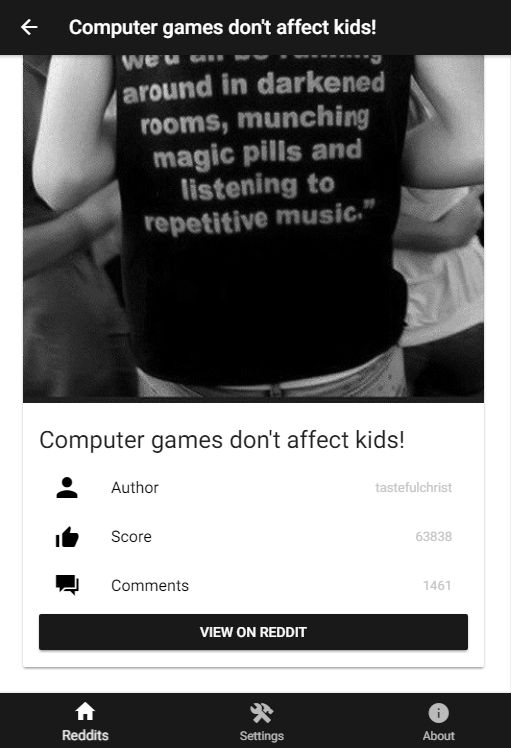 Computer games don't affect kids!
around in darkened
rooms, munching
magic pills and
listening to
repetitive music.”
Computer games don't affect kids!
Author
tastefulchrist
Score
63838
Comments
1461
VIEW ON REDDIT
Reddits
Settings
About